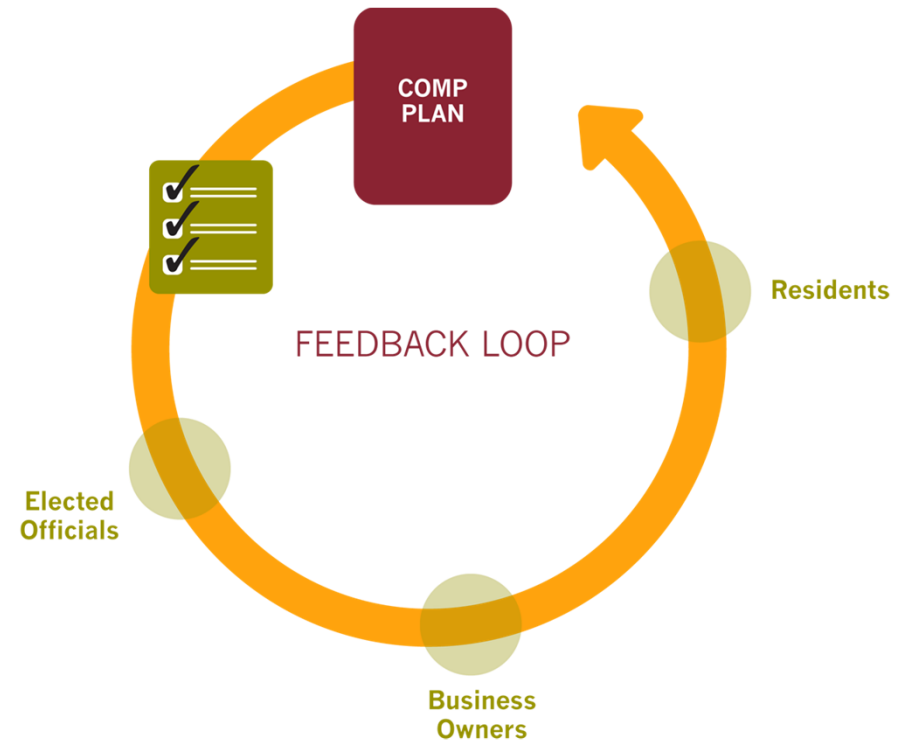 COMP
PLAN
FEEDBACK LOOP
Residents
Elected
Officials
Business
Owners